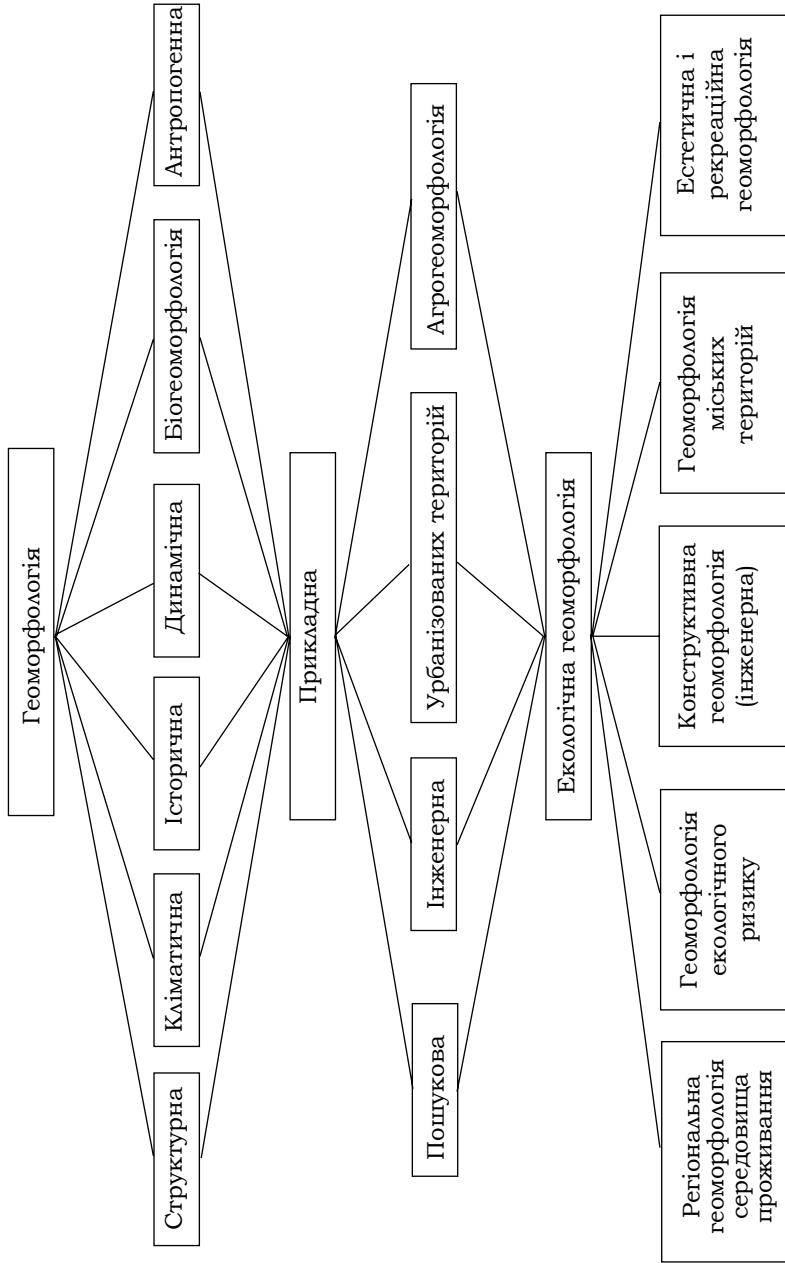 Геоморфологія
Структурна
Кліматична
Історична
Динамічна
Біогеоморфологія
Антропогенна
Прикладна
Пошукова
Інженерна
Урбанізованих територій
Агрогеоморфологія
Екологічна геоморфологія
Регіональна
геоморфологія
середовища
проживання
Геоморфологія
екологічного
ризику
Конструктивна
геоморфологія
(інженерна)
Геоморфологія
міських
територій
Естетична і
рекреаційна
геоморфологія